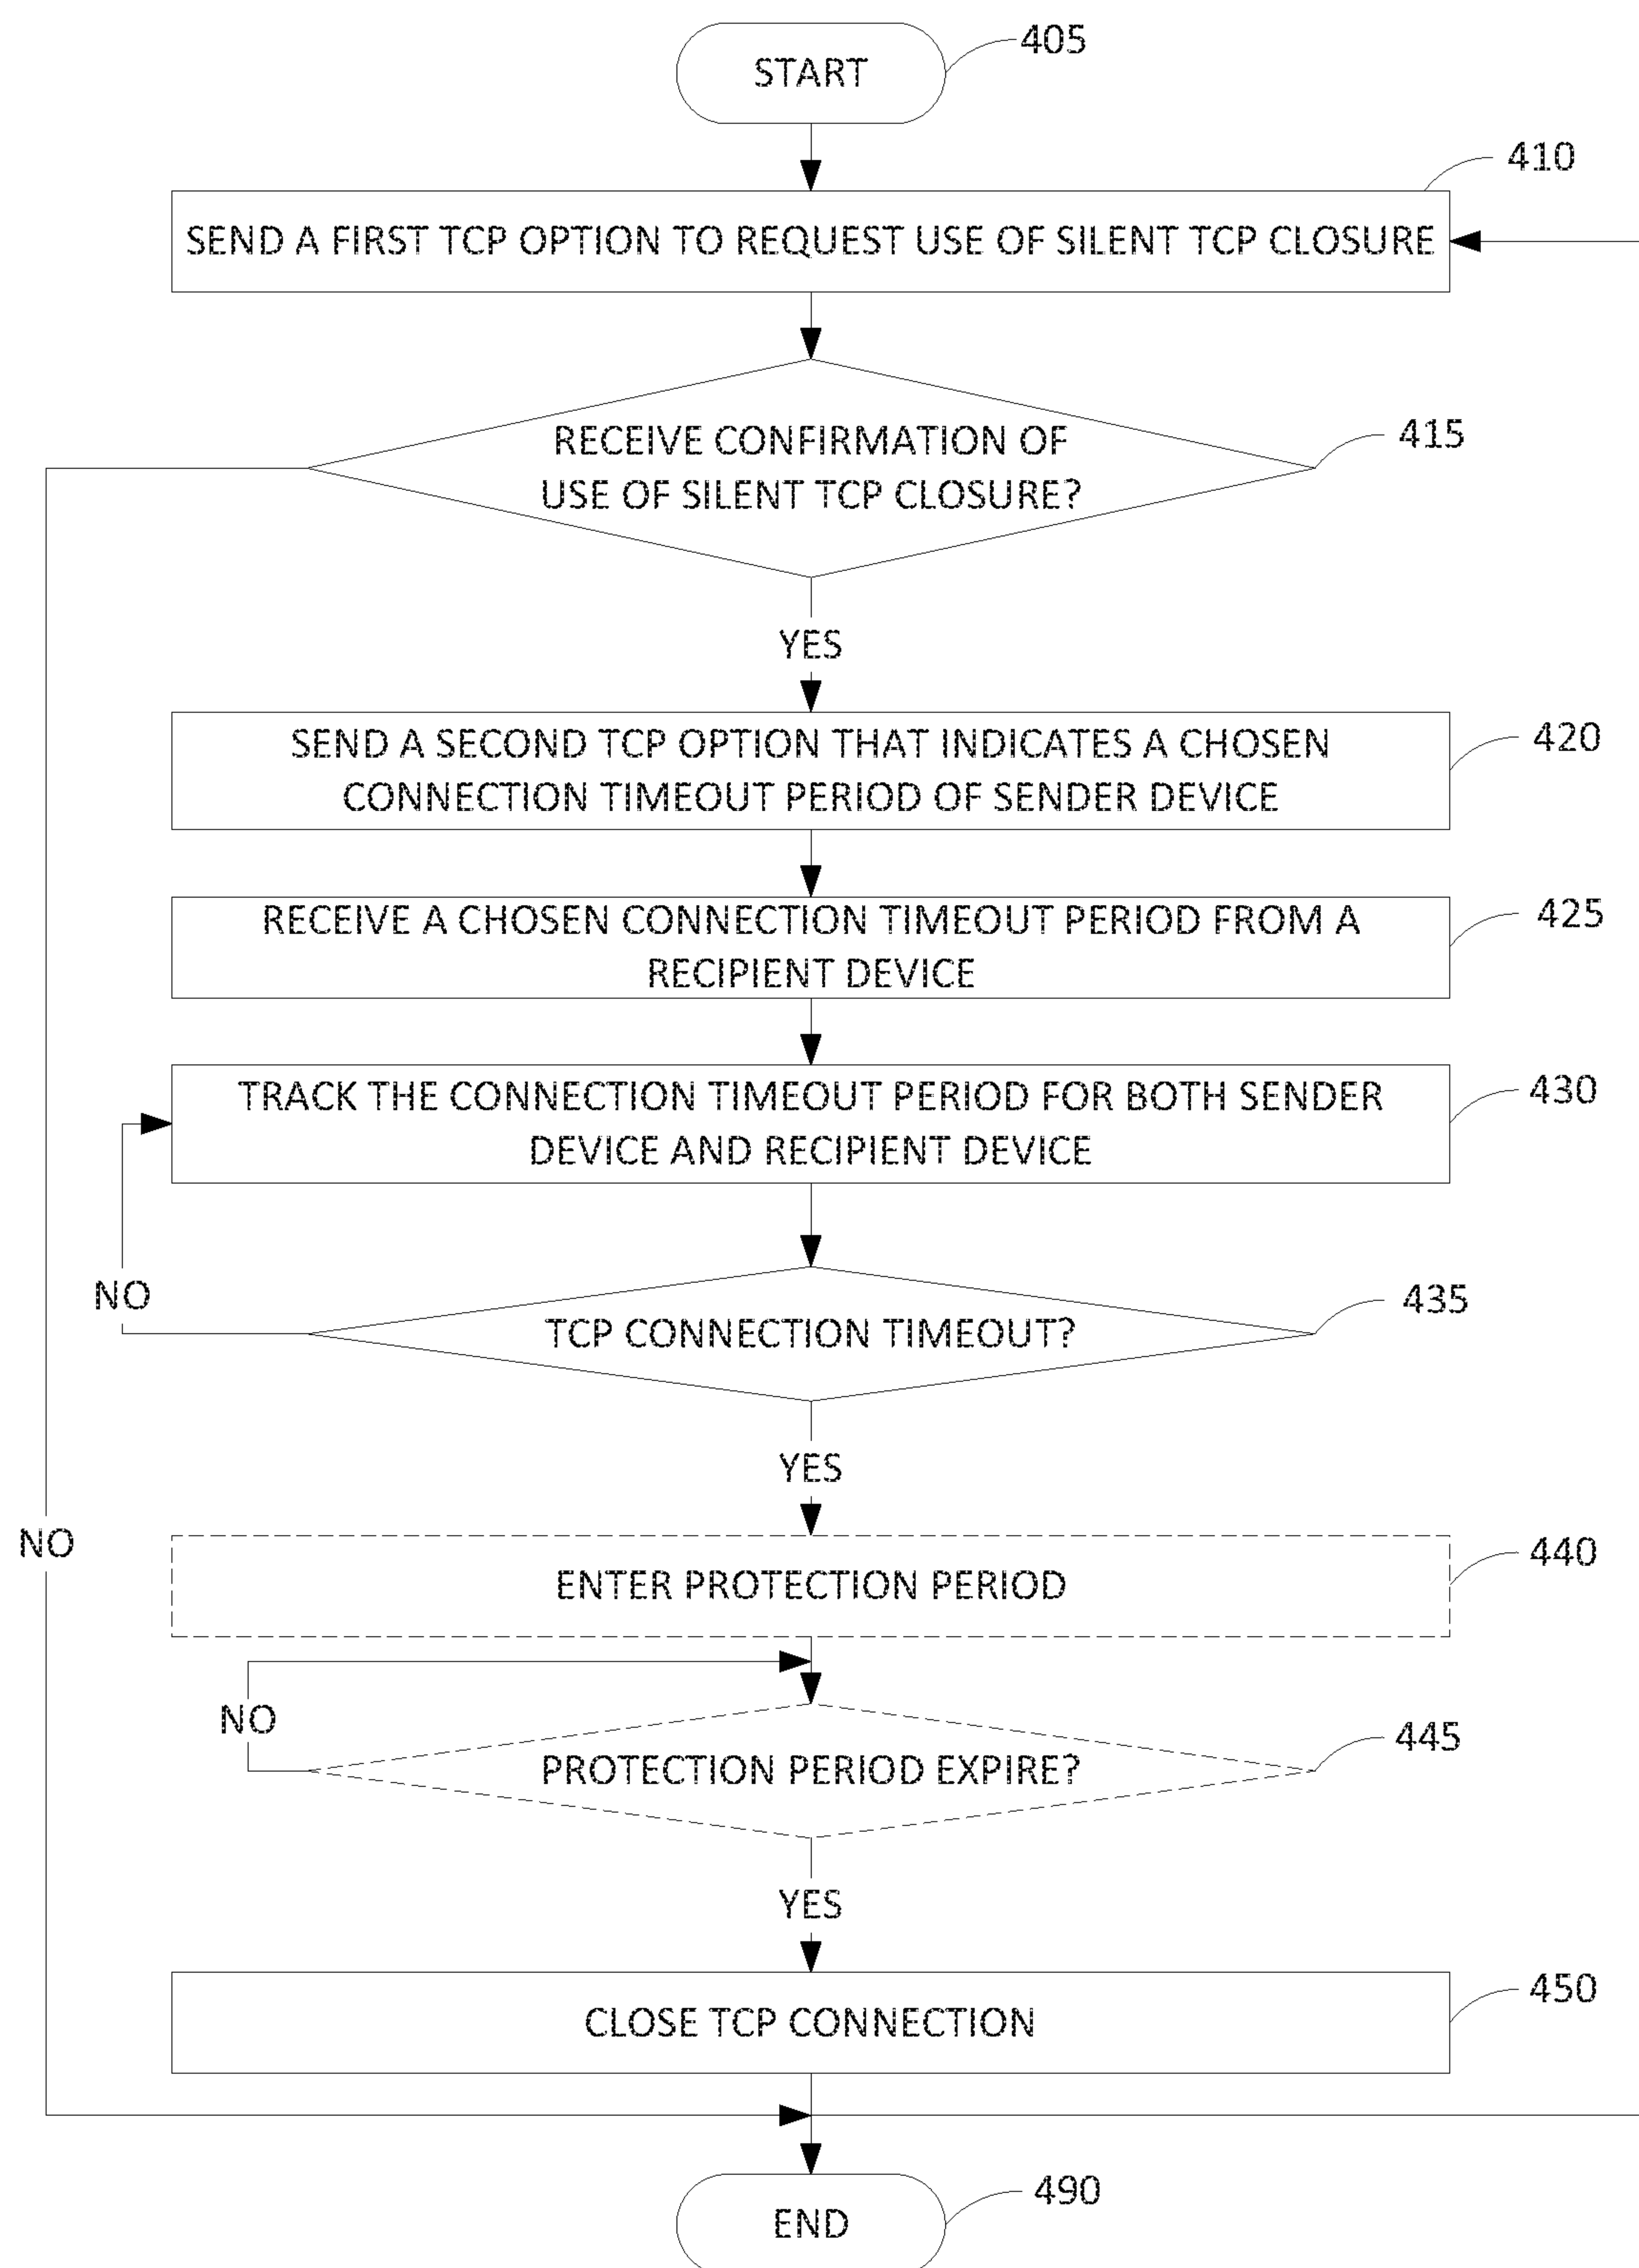 START
405
410
SEND A FIRST TCP OPTION TO REQUEST USE OF SILENT TCP CLOSURE
RECEIVE CONFIRMATION OF
USE OF SILENT TCP CLOSURE?
415
YES
SEND A SECOND TCP OPTION THAT INDICATES A CHOSEN
CONNECTION TIMEOUT PERIOD OF SENDER DEVICE
420
RECEIVE A CHOSEN CONNECTION TIMEOUT PERIOD FROM A
RECIPIENT DEVICE
425
TRACK THE CONNECTION TIMEOUT PERIOD FOR BOTH SENDER
DEVICE AND RECIPIENT DEVICE
430
NO
TCP CONNECTION TIMEOUT?
435
YES
NO
ENTER PROTECTION PERIOD
440
NO
PROTECTION PERIOD EXPIRE?
445
YES
CLOSE TCP CONNECTION
450
END
490